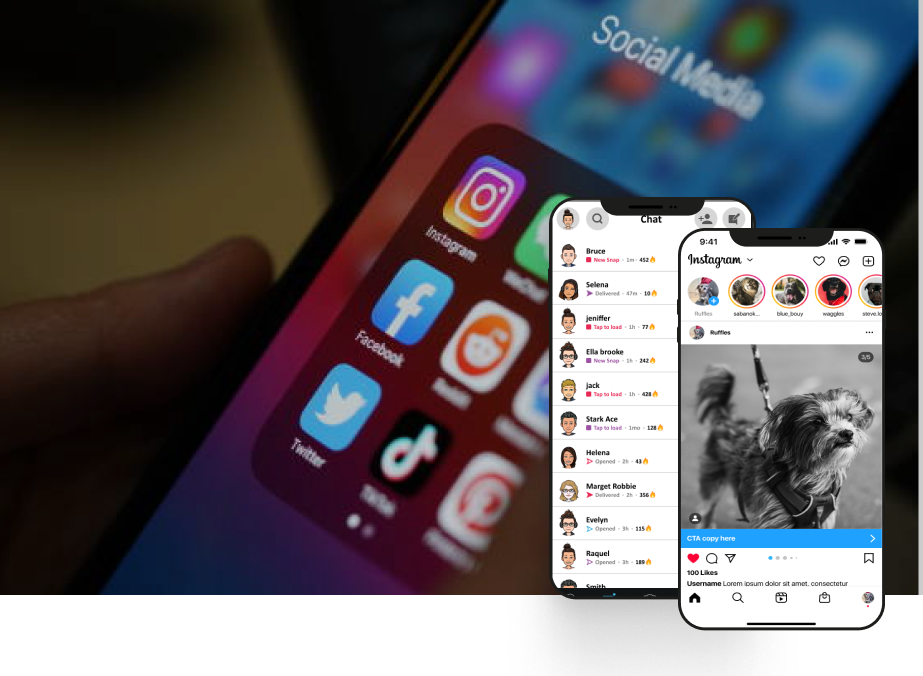 Social Media
Instagram
WeChat
Facebook
Reddit
Twitter
TikTok
Chat
Bruce
New Snap · 1m · 452
Selena
Delivered · 47m · 10
jeniffer
Tap to load · 1h · 77
Ella brooke
New Snap · 1h · 242
jack
Tap to load · 1h · 428
Stark Ace
Tap to load · 1mo · 128
Helena
Opened · 2h · 43
Marget Robbie
Delivered · 2h · 356
Evelyn
Opened · 3h · 115
Raquel
Opened · 3h · 189
Smith
9:41
Instagram
Ruffles
sabanok...
blue_bouy
waggles
Ruffles
3/5
CTA copy here
100 Likes
Username Lorem ipsum dolor sit amet, consectetur